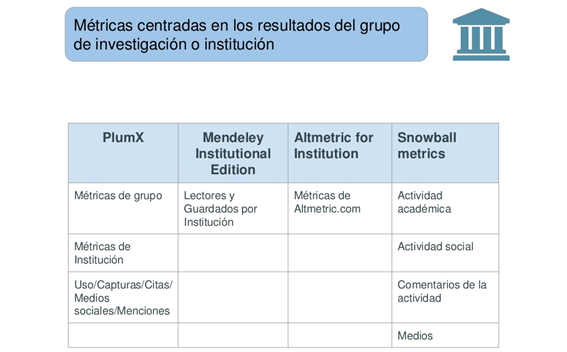 Métricas centradas en los resultados del grupo
de investigación o institución
PlumX
Mendeley
Institutional
Edition
Altmetric for
Institution
Snowball
metrics
Métricas de grupo
Lectores y
Guardados por
Institución
Métricas de
Altmetric.com
Actividad
académica
Métricas de
Institución
Actividad social
Uso/Capturas/Citas/
Medios
sociales/Menciones
Comentarios de la
actividad
Medios